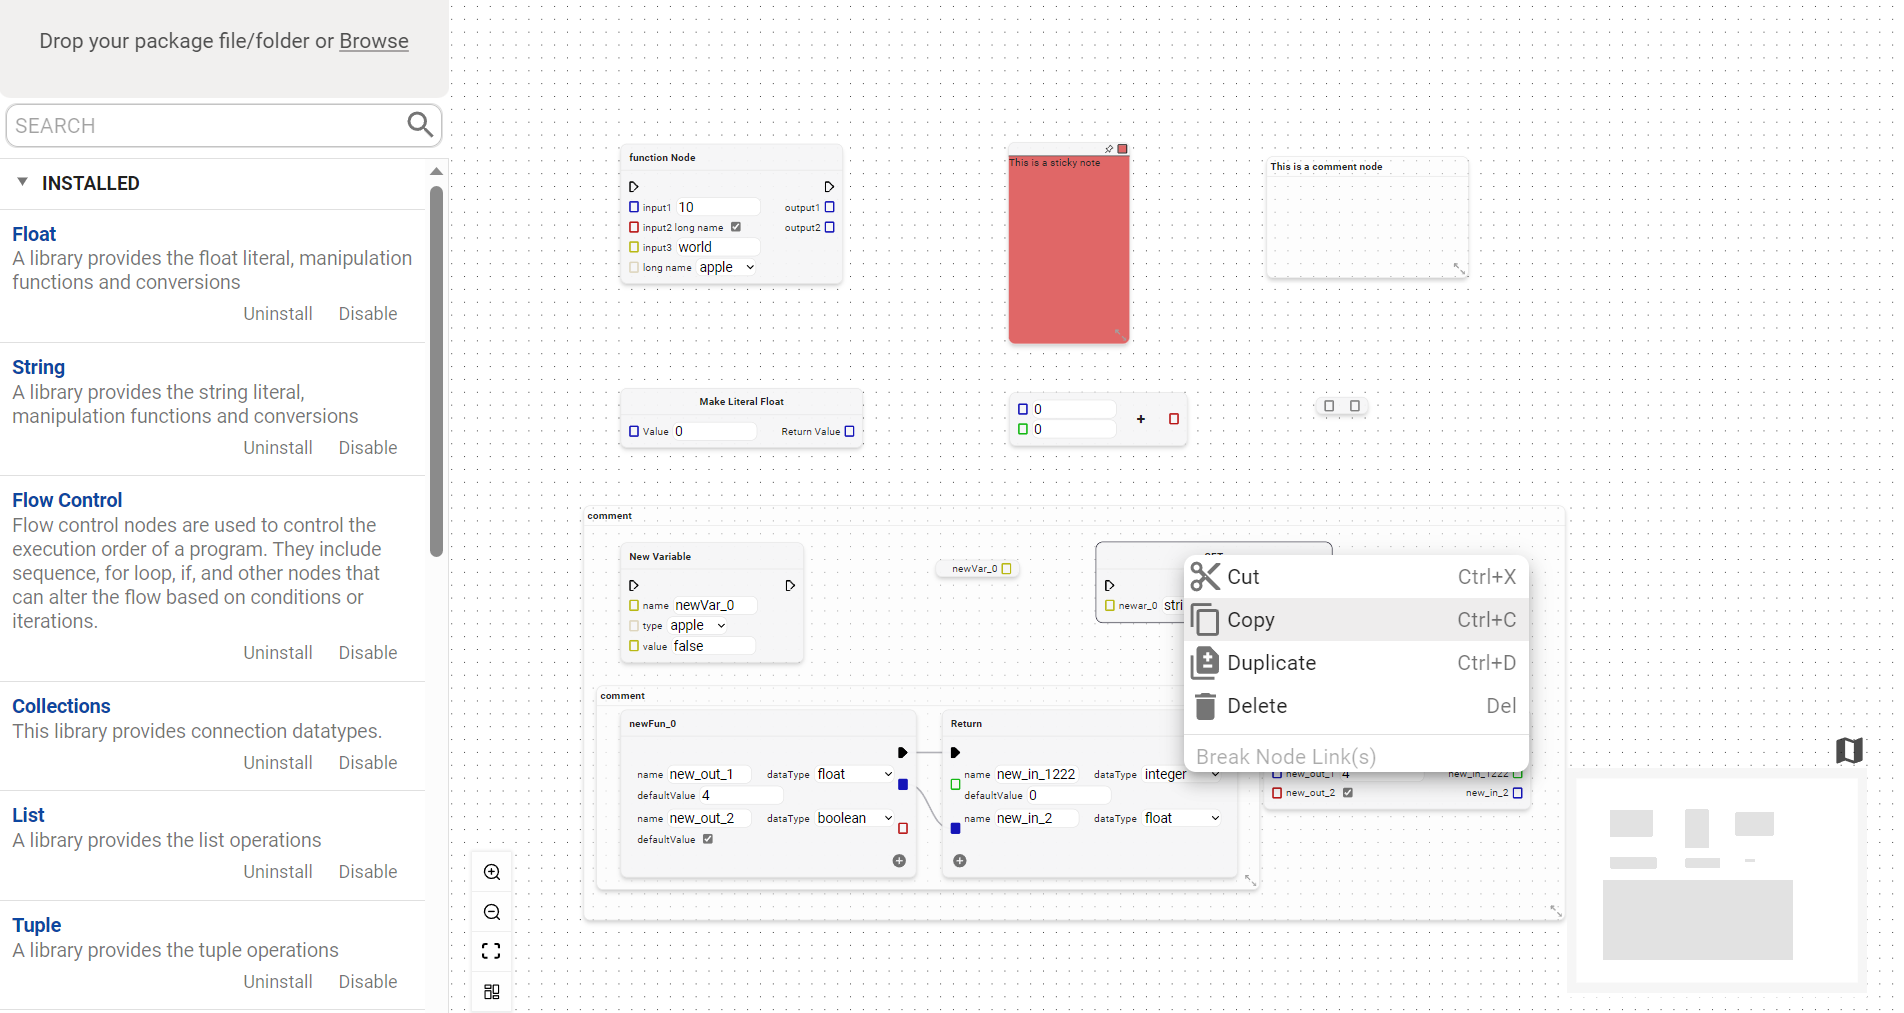 Drop your package file/folder or Browse
SEARCH
INSTALLED
Float
A library provides the float literal, manipulation
functions and conversions
Uninstall Disable
String
A library provides the string literal,
manipulation functions and conversions
Uninstall Disable
Flow Control
Flow control nodes are used to control the
execution order of a program. They include
sequence, for loop, if, and other nodes that
can alter the flow based on conditions or
iterations.
Uninstall Disable
Collections
This library provides connection datatypes.
Uninstall Disable
List
A library provides the list operations
Uninstall Disable
Tuple
A library provides the tuple operations
Uninstall Disable
function Node
input1 10 output1
input2 long name output2
input3 world
long name apple
This is a sticky note
This is a comment node
Make Literal Float
Value 0 Return Value
0
0
+
comment
New Variable
name newVar_0
type apple
value false
newVar_0
newar_0 stri
Cut Ctrl+X
Copy Ctrl+C
Duplicate Ctrl+D
Delete Del
Break Node Link(s)
comment
newFun_0
name new_out_1 dataType float
defaultValue 4
name new_out_2 dataType boolean
defaultValue
Return
name new_in_1222 dataType integer
defaultValue 0
name new_in_2 dataType float
new_out_1 4 new_in_1222
new_out_2 new_in_2